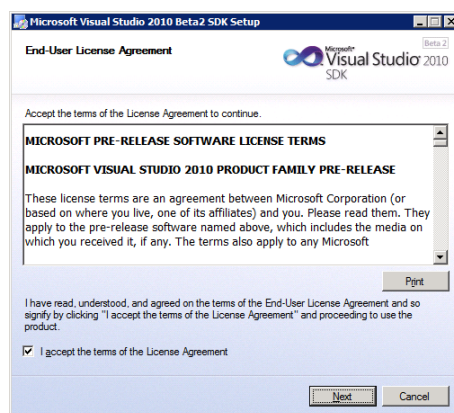 Microsoft Visual Studio 2010 Beta2 SDK Setup
End-User License Agreement
Beta 2
Microsoft
Visual Studio 2010
SDK
Accept the terms of the License Agreement to continue.
MICROSOFT PRE-RELEASE SOFTWARE LICENSE TERMS
MICROSOFT VISUAL STUDIO 2010 PRODUCT FAMILY PRE-RELEASE
These license terms are an agreement between Microsoft Corporation (or
based on where you live, one of its affiliates) and you. Please read them. They
apply to the pre-release software named above, which includes the media on
which you received it, if any. The terms also apply to any Microsoft
Print
I have read, understood, and agreed on the terms of the End-User License Agreement and so
signify by clicking "I accept the terms of the License Agreement" and proceeding to use the
product.
I accept the terms of the License Agreement
Next
Cancel